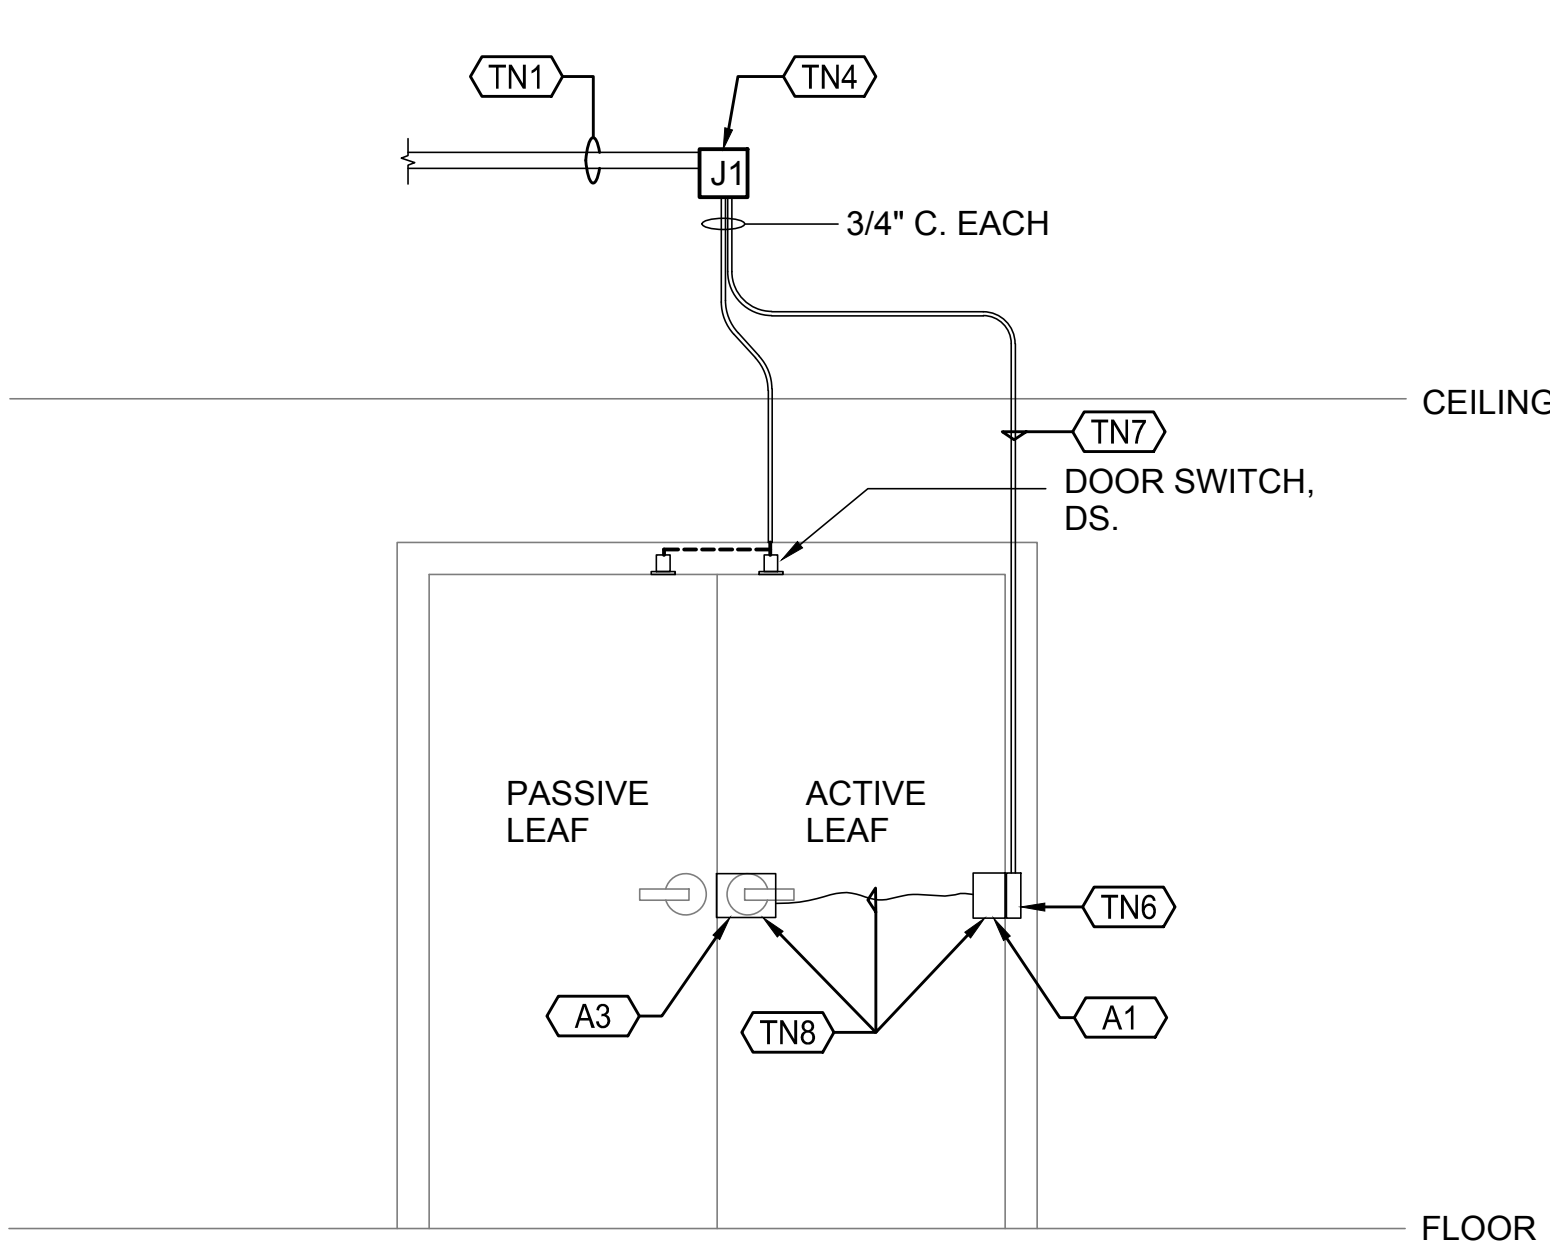 TN1
TN4
J1
3/4" C. EACH
CEILING
TN7
DOOR SWITCH,
DS.
PASSIVE
LEAF
ACTIVE
LEAF
TN6
A3
TN8
A1
FLOOR